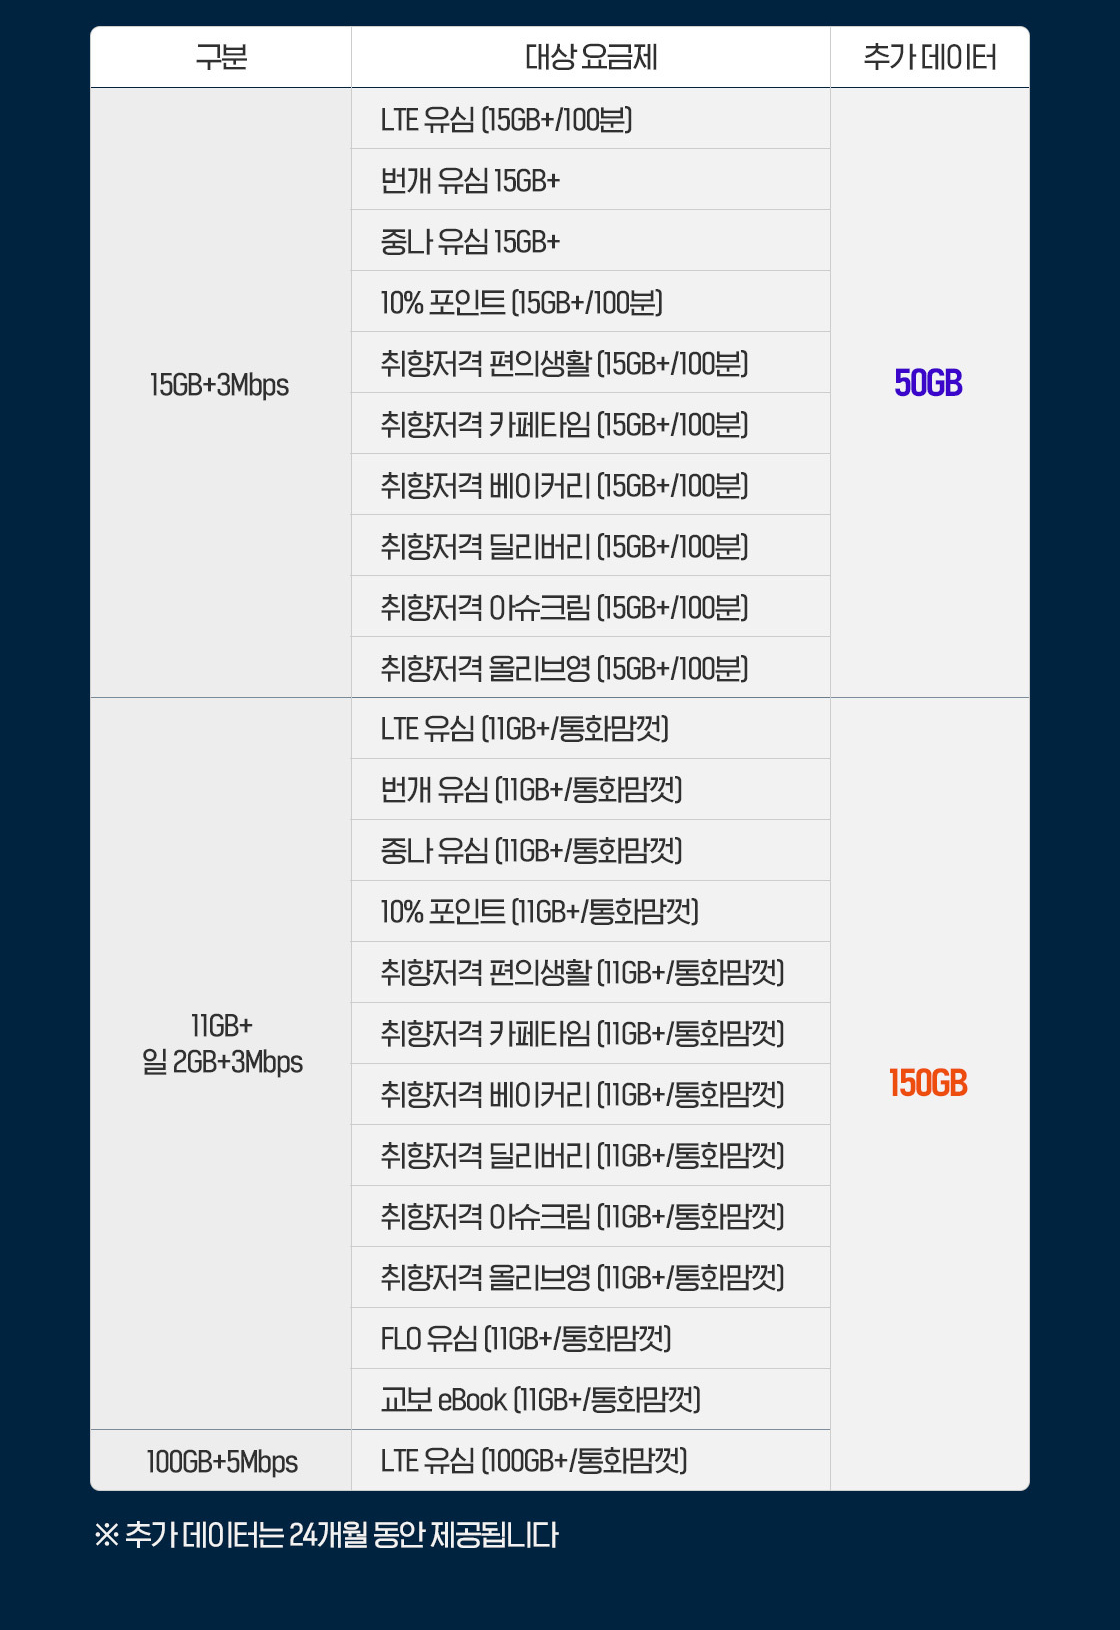 구분 대상 요금제 추가 데이터
LTE 유심 (15GB+/100분)
번개 유심 15GB+
중나 유심 15GB+
10% 포인트 (15GB+/100분)
취향저격 편의생활 (15GB+/100분)
15GB+3Mbps
50GB
취향저격 카페타임 (15GB+/100분)
취향저격 베이커리 (15GB+/100분)
취향저격 딜리버리 (15GB+/100분)
취향저격 아슈크림 (15GB+/100분)
취향저격 올리브영 (15GB+/100분)
LTE 유심 (11GB+/통화맘껏)
번개 유심 (11GB+/통화맘껏)
중나 유심 (11GB+/통화맘껏)
10% 포인트 (11GB+/통화맘껏)
취향저격 편의생활 (11GB+/통화맘껏)
취향저격 카페타임 (11GB+/통화맘껏)
11GB+
일 2GB+3Mbps
150GB
취향저격 베이커리 (11GB+/통화맘껏)
취향저격 딜리버리 (11GB+/통화맘껏)
취향저격 아슈크림 (11GB+/통화맘껏)
취향저격 올리브영 (11GB+/통화맘껏)
FLO 유심 (11GB+/통화맘껏)
교보 eBook (11GB+/통화맘껏)
100GB+5Mbps LTE 유심 (100GB+/통화맘껏)
※ 추가 데이터는 24개월 동안 제공됩니다